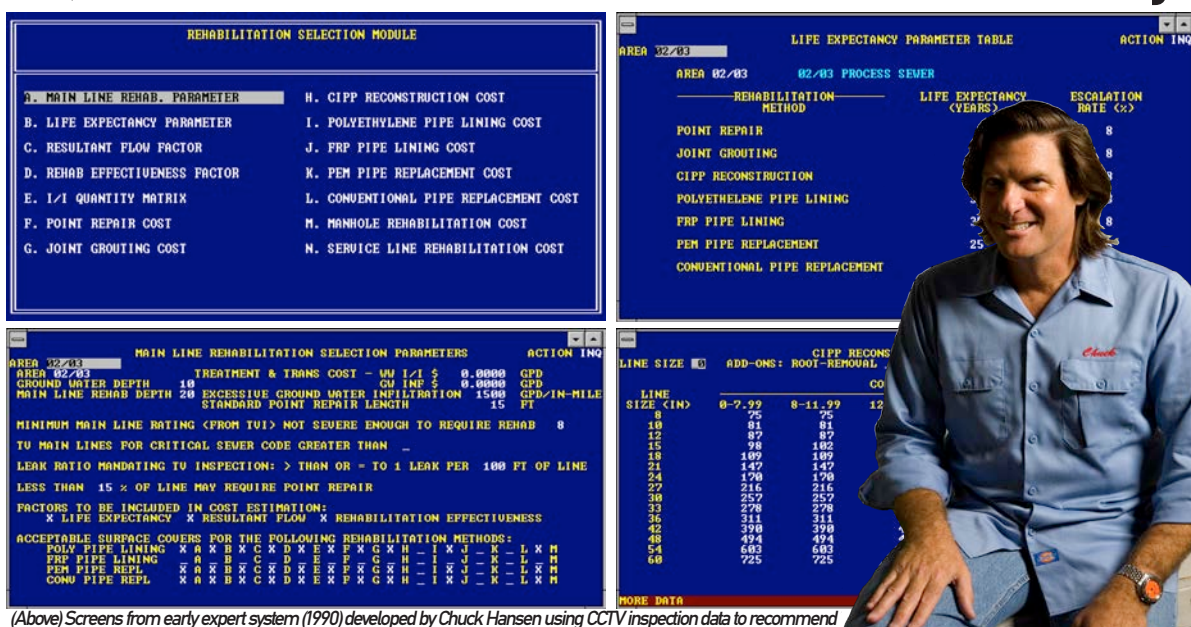 REHABILITATION SELECTION MODULE
A. MAIN LINE REHAB. PARAMETER
B. LIFE EXPECTANCY PARAMETER
C. RESULTANT FLOW FACTOR
D. REHAB EFFECTIVENESS FACTOR
E. I/I QUANTITY MATRIX
F. POINT REPAIR COST
G. JOINT GROUTING COST
H. CIPP RECONSTRUCTION COST
I. POLYETHYLENE PIPE LINING COST
J. FRP PIPE LINING COST
K. PEM PIPE REPLACEMENT COST
L. CONVENTIONAL PIPE REPLACEMENT COST
M. MANHOLE REHABILITATION COST
N. SERVICE LINE REHABILITATION COST
LIFE EXPECTANCY PARAMETER TABLE ACTION INQ
AREA 02/03
AREA 02/03 02/03 PROCESS SEWER
REHABILITATION LIFE EXPECTANCY ESCALATION
METHOD (YEARS) RATE (%)
POINT REPAIR 8
JOINT GROUTING 8
CIPP RECONSTRUCTION
POLYETHELENE PIPE LINING
FRP PIPE LINING 8
PEM PIPE REPLACEMENT 25
CONVENTIONAL PIPE REPLACEMENT
MAIN LINE REHABILITATION SELECTION PARAMETERS ACTION INQ
AREA 02/03
AREA 02/03 TREATMENT & TRANS COST - WW I/I $ 0.0000 GPD
GROUND WATER DEPTH 10 GW INF $ 0.0000 GPD
MAIN LINE REHAB DEPTH 20 EXCESSIVE GROUND WATER INFILTRATION 1500 GPD/IN-MILE
STANDARD POINT REPAIR LENGTH 15 FT
MINIMUM MAIN LINE RATING (FROM TVI) NOT SEVERE ENOUGH TO REQUIRE REHAB 8
TV MAIN LINES FOR CRITICAL SEWER CODE GREATER THAN _
LEAK RATIO MANDATING TV INSPECTION: > THAN OR = TO 1 LEAK PER 100 FT OF LINE
LESS THAN 15 % OF LINE MAY REQUIRE POINT REPAIR
FACTORS TO BE INCLUDED IN COST ESTIMATION:
X LIFE EXPECTANCY X RESULTANT FLOW X REHABILITATION EFFECTIVENESS
ACCEPTABLE SURFACE COVERS FOR THE FOLLOWING REHABILITATION METHODS:
POLY PIPE LINING X A X B X C X D X E X F X G X H _ I X J _ K _ L X M
FRP PIPE LINING _ A _ B _ C _ D _ E _ F _ G _ H _ I _ J _ K _ L _ M
PEM PIPE REPL X A X B X C X D X E X F X G X H _ I X J _ K _ L X M
CONV PIPE REPL X A X B X C X D X E X F X G X H _ I X J _ K _ L X M
CIPP RECONS
LINE SIZE ADD-ONS: ROOT-REMOVAL
CO
LINE
SIZE (IN) 0-7.99 8-11.99 12
8 75 75
10 81 81
12 87 87
15 98 102
18 109 109
21 147 147
24 170 170
27 216 216
30 257 257
33 278 278
36 311 311
42 390 390
48 494 494
54 603 603
60 725 725
MORE DATA
Chuck
(Above) Screens from early expert system (1990) developed by Chuck Hansen using CCTV inspection data to recommend